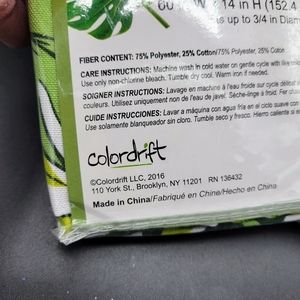 60 in W x 14 in H (152.4
up to 3/4 in Diam
FIBER CONTENT: 75% Polyester, 25% Cotton/75% Polyester, 25% Coton
CARE INSTRUCTIONS: Machine wash in cold water on gentle cycle with like
Use only non-chlorine bleach. Tumble dry cool. Warm iron if needed.
SOIGNER INSTRUCTIONS: Lavage en machine à l'eau froide sur cycle délicat
couleurs. Utilisez uniquement non de l'eau de javel. Sèche-linge à froid. Fer
CUIDE INSTRUCCIONES: Lavar a máquina con agua fría en el ciclo suave con
Use solamente blanqueador sin cloro. Tumble seco y fresco. Hierro caliente
colordrift
©Colordrift LLC, 2016
110 York St., Brooklyn, NY 11201 RN 136432
Made in China/Fabriqué en Chine/Hecho en China